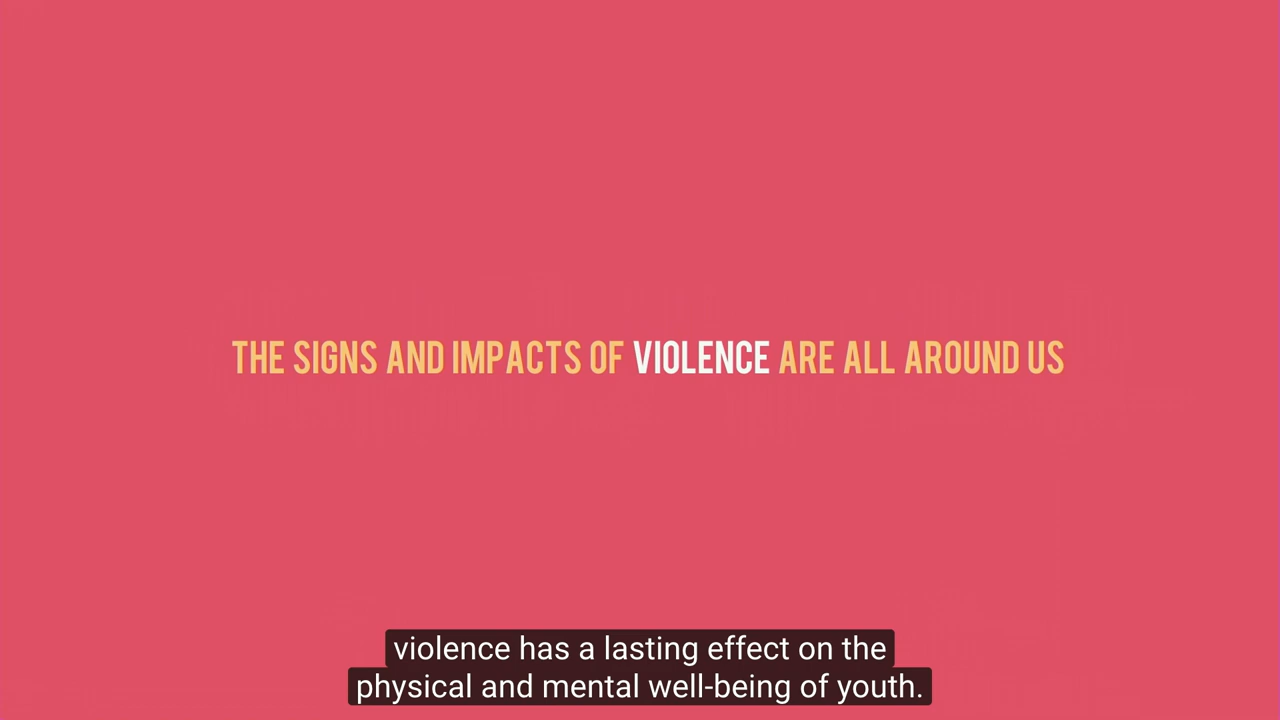 THE SIGNS AND IMPACTS OF VIOLENCE ARE ALL AROUND US
violence has a lasting effect on the
physical and mental well-being of youth.